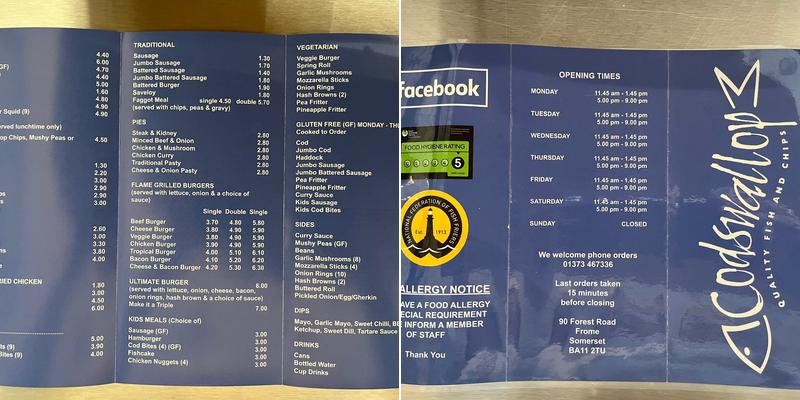 4.40
6.00
(GF) 4.70
4.40
5.00
4.80
4.90
r Squid (9) 4.90
erved lunchtime only)
op Chips, Mushy Peas or 4.50
1.30
2.20
3.00
3.00
3.00
2.60
3.00
3.00
3.80
4.00
RIED CHICKEN
1.80
3.00
4.50
6.00
5.00
ts (9) 3.90
Bites (9) 4.00
TRADITIONAL
Sausage 1.30
Jumbo Sausage 1.70
Battered Sausage 1.40
Jumbo Battered Sausage 1.80
Battered Burger 1.90
Saveloy 1.80
Faggot Meal single 4.50 double 5.70
(served with chips, peas & gravy)
PIES
Steak & Kidney 2.80
Minced Beef & Onion 2.80
Chicken & Mushroom 2.80
Chicken Curry 2.80
Traditional Pasty 2.80
Cheese & Onion Pasty 2.80
FLAME GRILLED BURGERS
(served with lettuce, onion & a choice of
sauce)
Single Double Single
Beef Burger 3.70 4.80 5.80
Cheese Burger 3.80 4.90 5.90
Veggie Burger 3.80 4.90 5.90
Chicken Burger 3.90 4.90 5.90
Tropical Burger 4.00 5.10 6.10
Bacon Burger 4.10 5.20 6.20
Cheese & Bacon Burger 4.20 5.30 6.30
ULTIMATE BURGER 6.00
(served with lettuce, onion, cheese, bacon,
onion rings, hash brown & a choice of sauce)
Make it a Triple 7.00
KIDS MEALS (Choice of)
Sausage (GF) 3.00
Hamburger 3.00
Cod Bites (4) (GF) 3.00
Fishcake 3.00
Chicken Nuggets (4) 3.00
VEGETARIAN
Veggie Burger
Spring Roll
Garlic Mushrooms
Mozzarella Sticks
Onion Rings
Hash Browns (2)
Pea Fritter
Pineapple Fritter
GLUTEN FREE (GF) MONDAY - THU
Cooked to Order
Cod
Jumbo Cod
Haddock
Jumbo Sausage
Jumbo Battered Sausage
Pea Fritter
Pineapple Fritter
Curry Sauce
Kids Sausage
Kids Cod Bites
SIDES
Curry Sauce
Mushy Peas (GF)
Beans
Garlic Mushrooms (8)
Mozzarella Sticks (4)
Onion Rings (10)
Hash Browns (2)
Buttered Roll
Pickled Onion/Egg/Gherkin
DIPS
Mayo, Garlic Mayo, Sweet Chilli, BB
Ketchup, Sweet Dill, Tartare Sauce
DRINKS
Cans
Bottled Water
Cup Drinks
facebook
FOOD HYGIENE RATING
5
NATIONAL FEDERATION OF FISH FRIERS
Est. 1913
ALLERGY NOTICE
AVE A FOOD ALLERGY
ECIAL REQUIREMENT
INFORM A MEMBER
OF STAFF
Thank You
OPENING TIMES
MONDAY 11.45 am - 1.45 pm
5.00 pm - 9.00 pm
TUESDAY 11.45 am - 1.45 pm
5.00 pm - 9.00 pm
WEDNESDAY 11.45 am - 1.45 pm
5.00 pm - 9.00 pm
THURSDAY 11.45 am - 1.45 pm
5.00 pm - 9.00 pm
FRIDAY 11.45 am - 1.45 pm
5.00 pm - 9.00 pm
SATURDAY 11.45 am - 1.45 pm
5.00 pm - 9.00 pm
SUNDAY CLOSED
We welcome phone orders
01373 467336
Last orders taken
15 minutes
before closing
90 Forest Road
Frome
Somerset
BA11 2TU
Codswallop
QUALITY FISH AND CHIPS